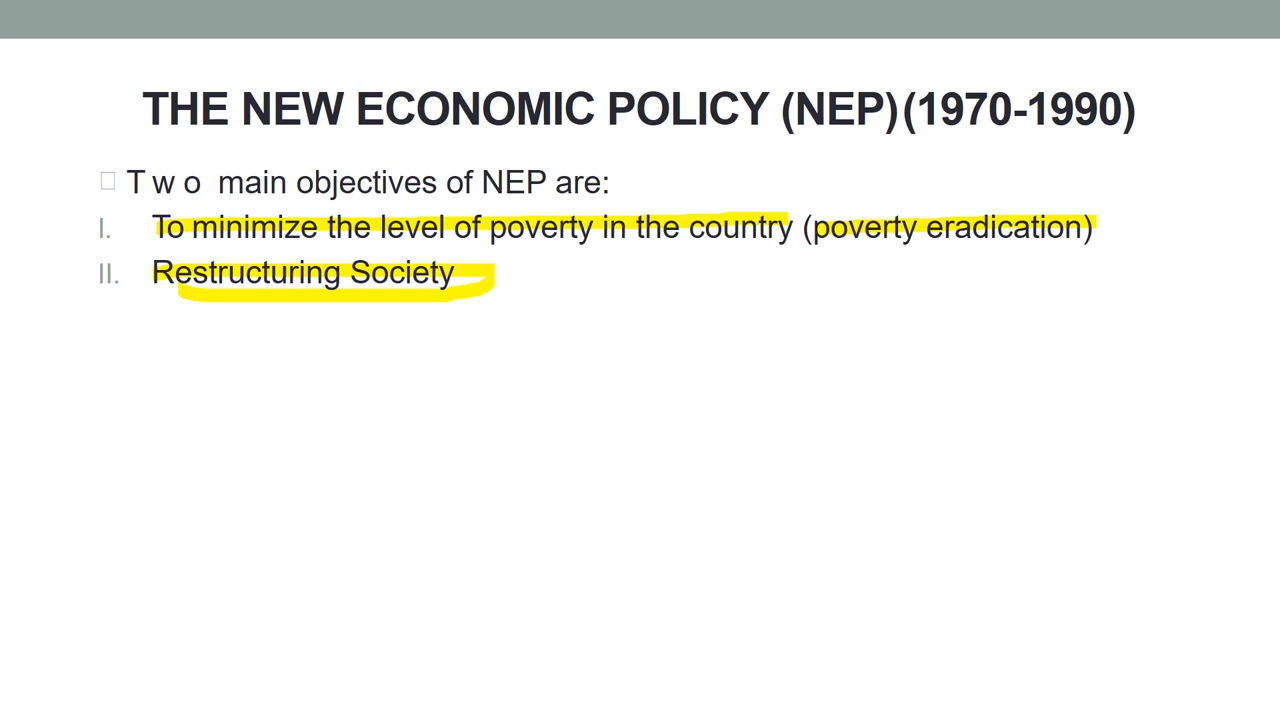 THE NEW ECONOMIC POLICY (NEP)(1970-1990)
T w o main objectives of NEP are:
I. To minimize the level of poverty in the country (poverty eradication)
II. Restructuring Society